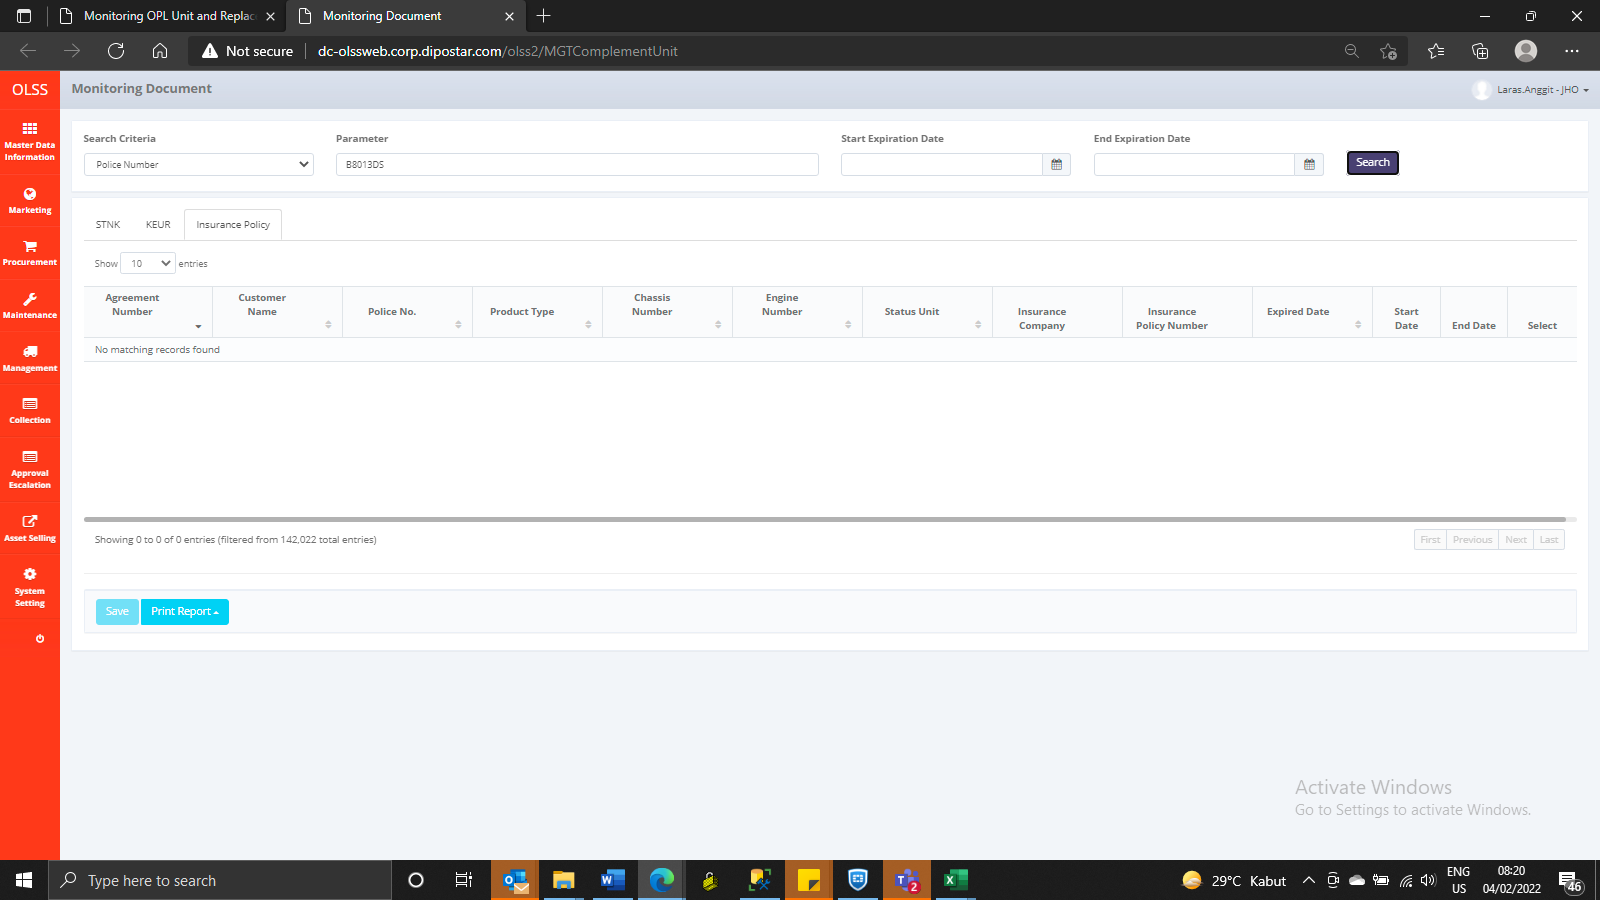 Monitoring OPL Unit and Replac
Monitoring Document
Not secure
dc-olssweb.corp.dipostar.com/olss2/MGTComplementUnit
OLSS
Monitoring Document
Laras.Anggit - JHO
Master Data Information
Marketing
Procurement
Maintenance
Management
Collection
Approval Escalation
Asset Selling
System Setting
Search Criteria
Parameter
Start Expiration Date
End Expiration Date
Police Number
B8013DS
Search
STNK
KEUR
Insurance Policy
Show 10 entries
Agreement Number
Customer Name
Police No.
Product Type
Chassis Number
Engine Number
Status Unit
Insurance Company
Insurance Policy Number
Expired Date
Start Date
End Date
Select
No matching records found
Showing 0 to 0 of 0 entries (filtered from 142,022 total entries)
First
Previous
Next
Last
Save
Print Report
Activate Windows
Go to Settings to activate Windows.
Type here to search
2
29°C Kabut
ENG
US
08:20
04/02/2022
46